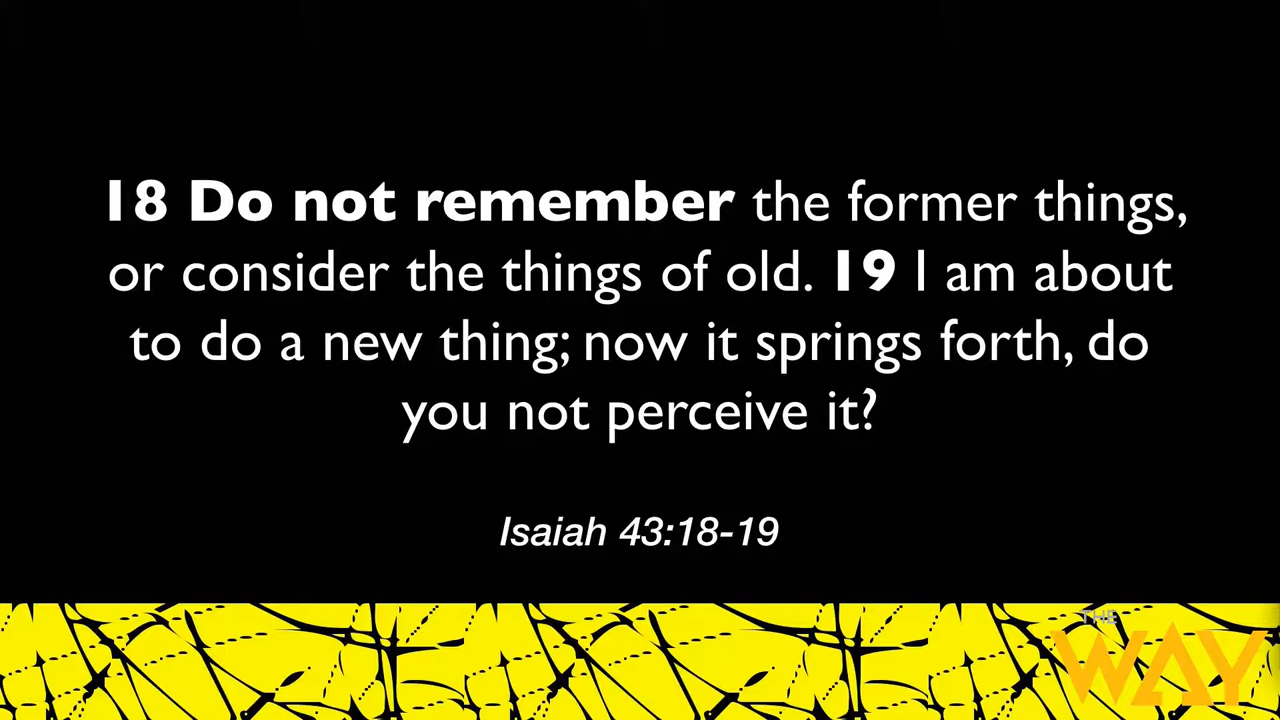 18 Do not remember the former things,
or consider the things of old. 19 I am about
to do a new thing; now it springs forth, do
you not perceive it?
Isaiah 43:18-19
THE
WAY